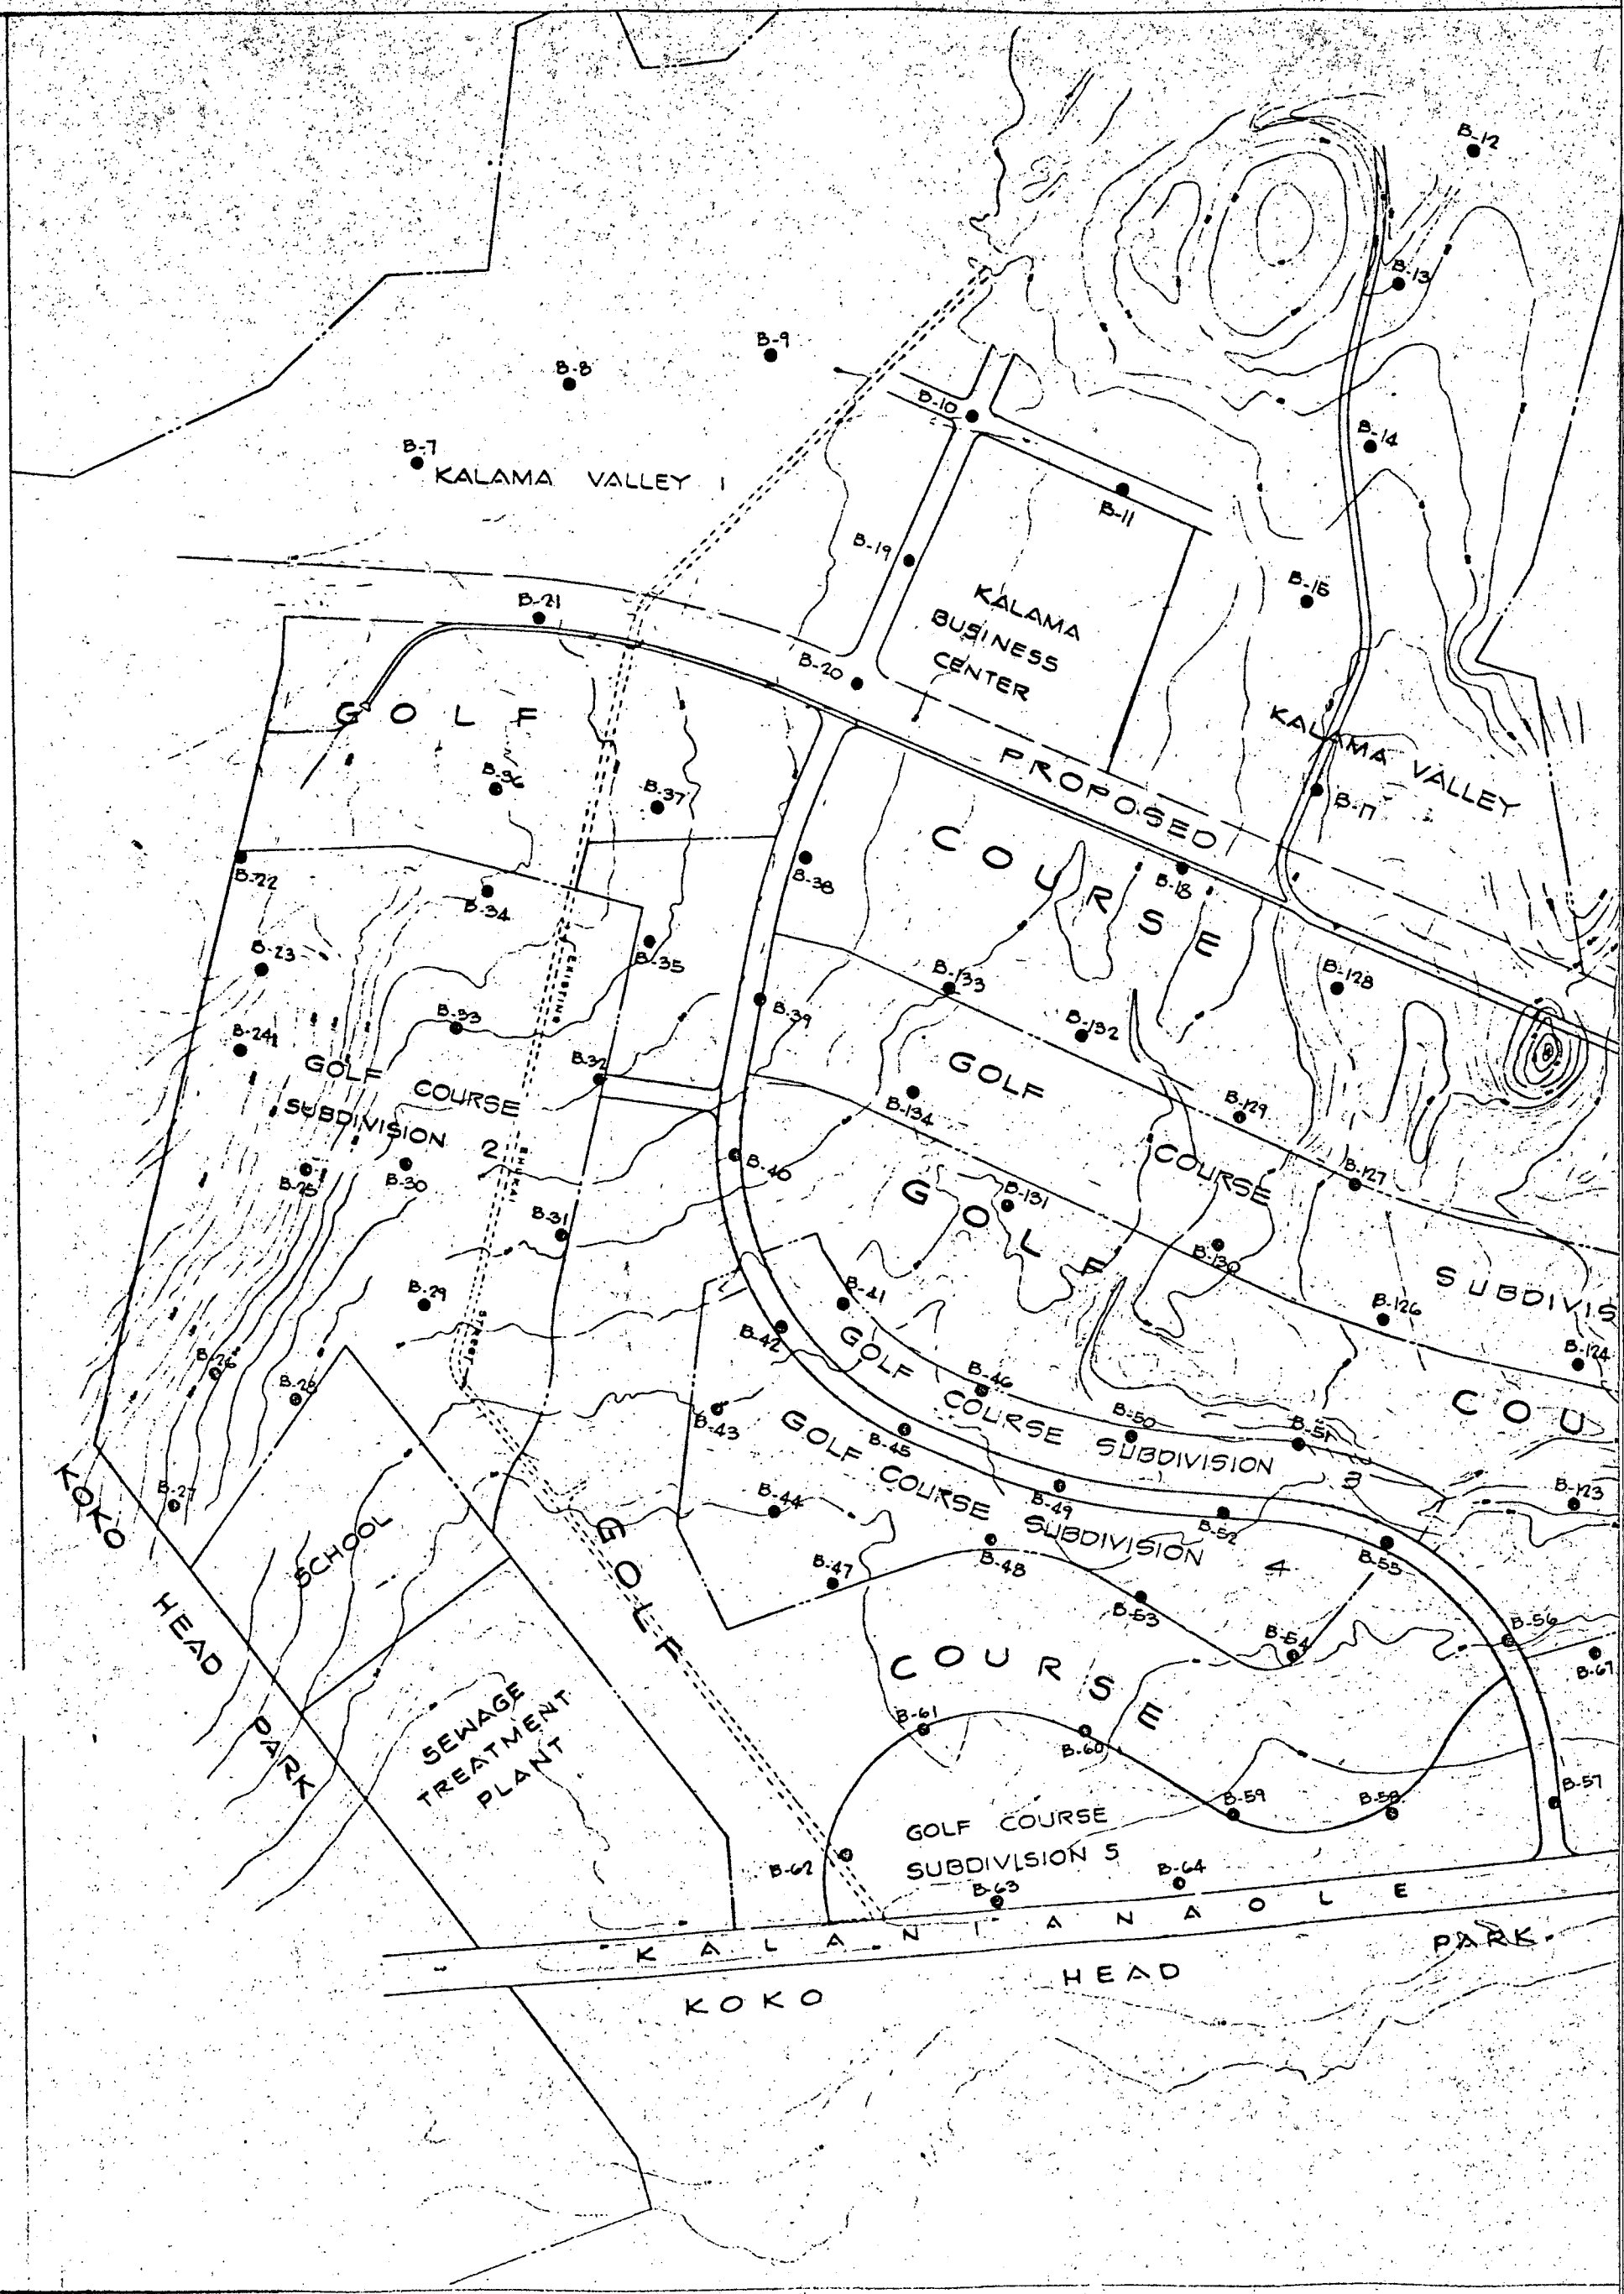 B-12
B-13
B-9
B-8
B-10
B-14
B-7
KALAMA VALLEY 1
B-11
B-19
B-15
KALAMA
BUSINESS
CENTER
B-21
B-20
GOLF
KALAMA VALLEY
PROPOSED
B-36
B-37
B-17
COURSE
B-22
B-38
B-18
B-34
B-23
B-35
EXISTING
B-133
B-128
B-33
B-39
B-132
B-24
B-32
GOLF
COURSE
SUBDIVISION 2
GOLF
COURSE
SUBDIVIS
B-134
B-129
B-25
B-30
B-40
B-127
B-131
B-31
B-130
GOLF
COU
B-29
B-41
B-126
B-42
B-124
B-26
B-28
B-46
GOLF COURSE SUBDIVISION 3
B-43
B-45
B-50
B-51
GOLF COURSE SUBDIVISION 4
B-27
B-44
B-49
B-52
B-123
B-55
SCHOOL
B-47
B-48
B-53
B-54
B-56
B-67
GOLF
COURSE
KOKO
HEAD
PARK
SEWAGE
TREATMENT
PLANT
B-61
B-60
B-59
B-58
B-57
GOLF COURSE
SUBDIVISION 5
B-62
B-63
B-64
KALANIANAOLE
KOKO HEAD PARK